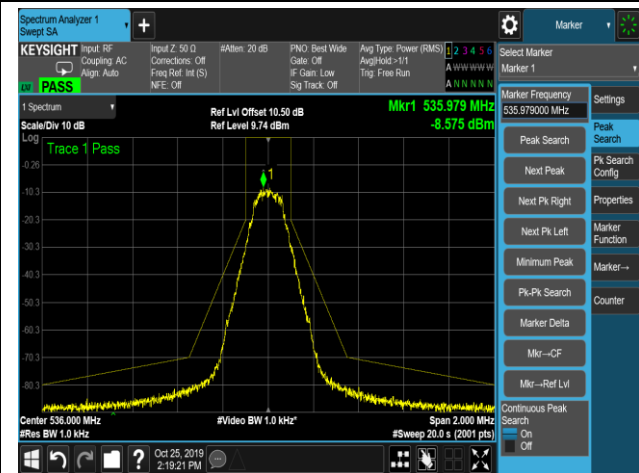 Spectrum Analyzer 1
Swept SA
+
Marker
KEYSIGHT
Input: RF
Coupling: AC
Align: Auto
Input Z: 50 Ω
Corrections: Off
Freq Ref: Int (S)
NFE: Off
#Atten: 20 dB
PNO: Best Wide
Gate: Off
IF Gain: Low
Sig Track: Off
Avg Type: Power (RMS)
Avg|Hold:>1/1
Trig: Free Run
1 2 3 4 5 6
A W W W W W
A N N N N N
PASS
Select Marker
Marker 1
1 Spectrum
Scale/Div 10 dB
Log
Ref Lvl Offset 10.50 dB
Ref Level 9.74 dBm
Mkr1 535.979 MHz
-8.575 dBm
Trace 1 Pass
1
-0.26
-10.3
-20.3
-30.3
-40.3
-50.3
-60.3
-70.3
-80.3
Center 536.000 MHz
#Res BW 1.0 kHz
#Video BW 1.0 kHz*
Span 2.000 MHz
#Sweep 20.0 s (2001 pts)
Marker Frequency
535.979000 MHz
Peak Search
Next Peak
Next Pk Right
Next Pk Left
Minimum Peak
Pk-Pk Search
Marker Delta
Mkr→CF
Mkr→Ref Lvl
Continuous Peak
Search
On
Off
Settings
Peak
Search
Pk Search
Config
Properties
Marker
Function
Marker→
Counter
?
Oct 25, 2019
2:19:21 PM